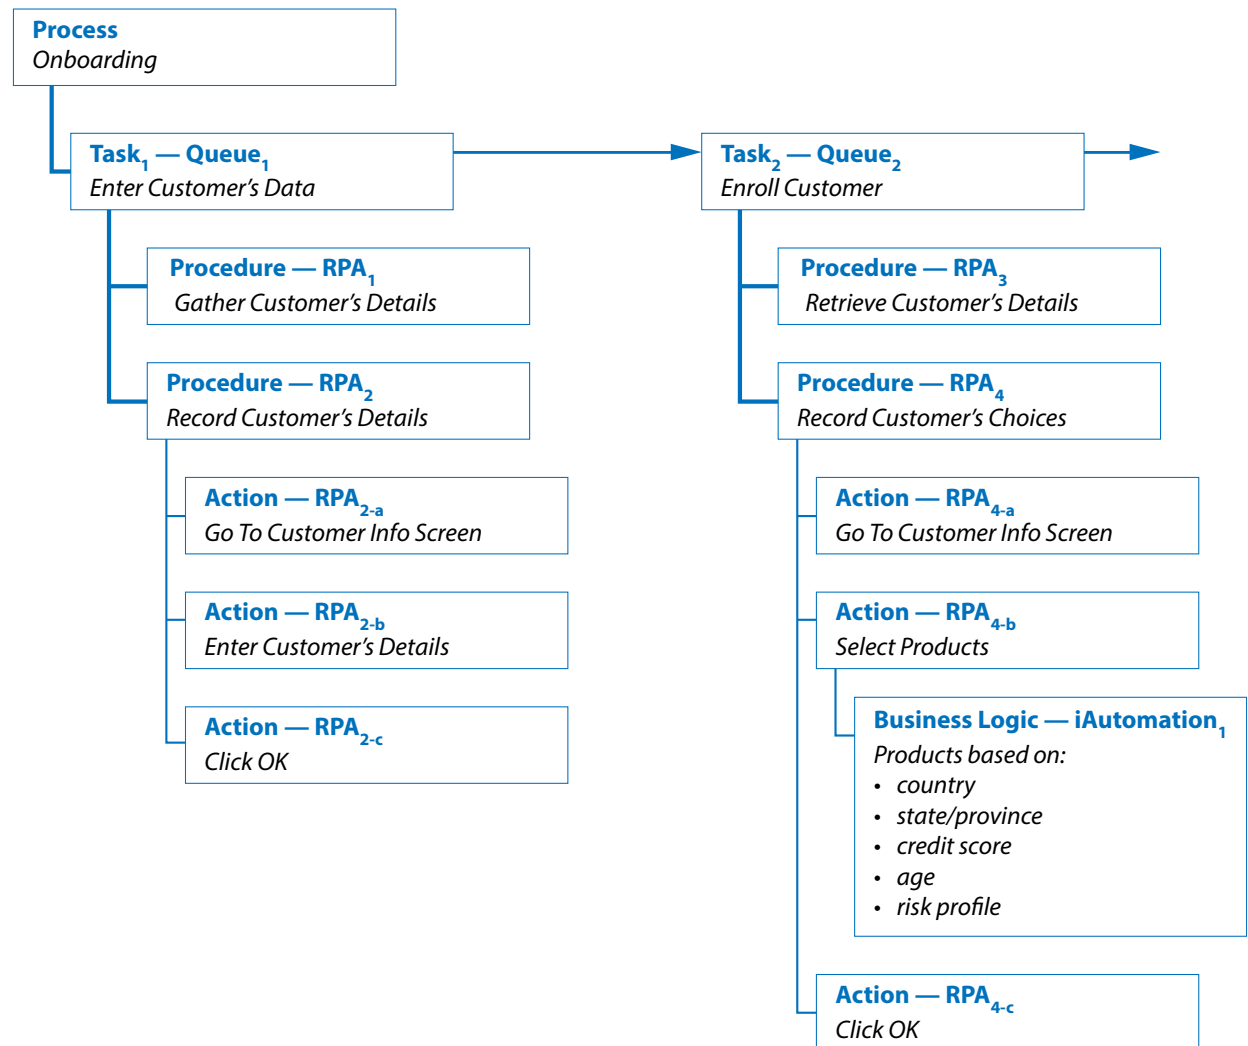 Process
Onboarding
Task₁ — Queue₁
Enter Customer's Data
Procedure — RPA₁
Gather Customer's Details
Procedure — RPA₂
Record Customer's Details
Action — RPA₂₋ₐ
Go To Customer Info Screen
Action — RPA2-b
Enter Customer's Details
Action — RPA2-c
Click OK
Task₂ — Queue₂
Enroll Customer
Procedure — RPA₃
Retrieve Customer's Details
Procedure — RPA₄
Record Customer's Choices
Action — RPA₄₋ₐ
Go To Customer Info Screen
Action — RPA4-b
Select Products
Business Logic — iAutomation₁
Products based on:
• country
• state/province
• credit score
• age
• risk profile
Action — RPA4-c
Click OK